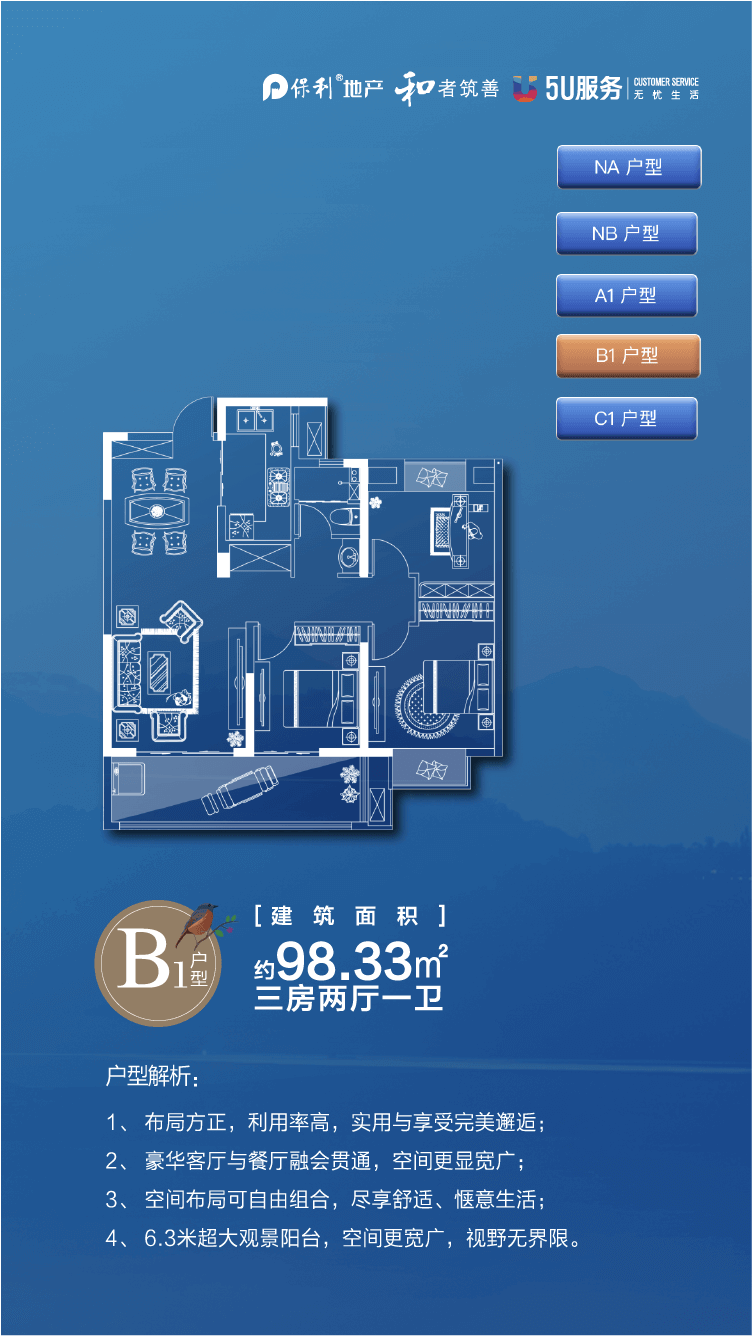 保利®地产 和者筑善 5U服务 CUSTOMER SERVICE
无忧生活
NA 户型
NB 户型
A1 户型
B1 户型
C1 户型
B1户型
[ 建筑面积 ]
约98.33㎡
三房两厅一卫
户型解析：
1、布局方正，利用率高，实用与享受完美邂逅；
2、豪华客厅与餐厅融会贯通，空间更显宽广；
3、空间布局可自由组合，尽享舒适、惬意生活；
4、6.3米超大观景阳台，空间更宽广，视野无界限。